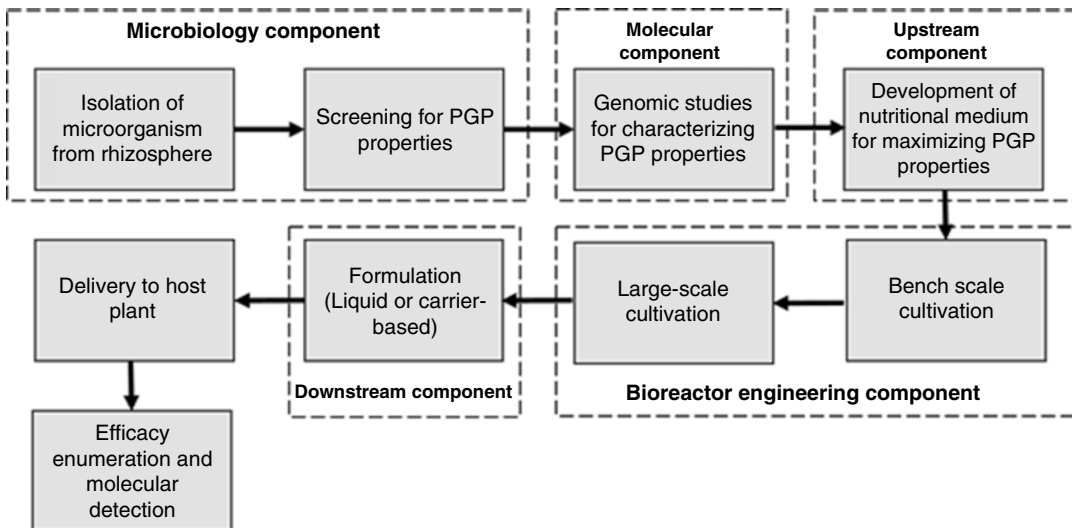 Microbiology component
Isolation of
microorganism
from rhizosphere
Screening for PGP
properties
Molecular
component
Genomic studies
for characterizing
PGP properties
Upstream
component
Development of
nutritional medium
for maximizing PGP
properties
Bench scale
cultivation
Large-scale
cultivation
Bioreactor engineering component
Formulation
(Liquid or carrier-
based)
Downstream component
Delivery to host
plant
Efficacy
enumeration and
molecular
detection